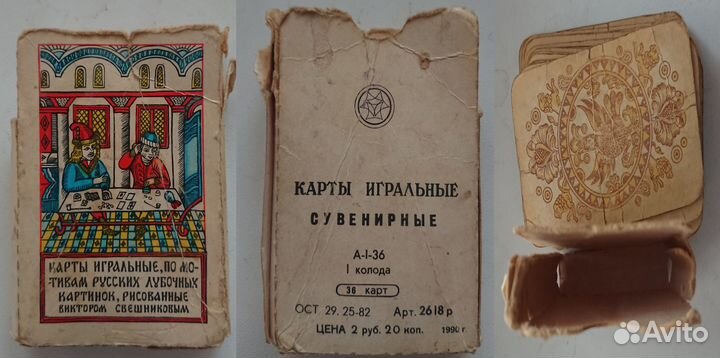 КАРТЫ ИГРАЛЬНЫЕ, ПО МО-
ТИВАМ РУССКИХ ЛУБОЧНЫХ
КАРТИНОК, РИСОВАННЫЕ
ВИКТОРОМ СВЕШНИКОВЫМ
КАРТЫ ИГРАЛЬНЫЕ
СУВЕНИРНЫЕ
А-I-36
I колода
36 карт
ОСТ 29. 25-82 Арт. 2618 р
ЦЕНА 2 руб. 20 коп. 1990 г
Avito